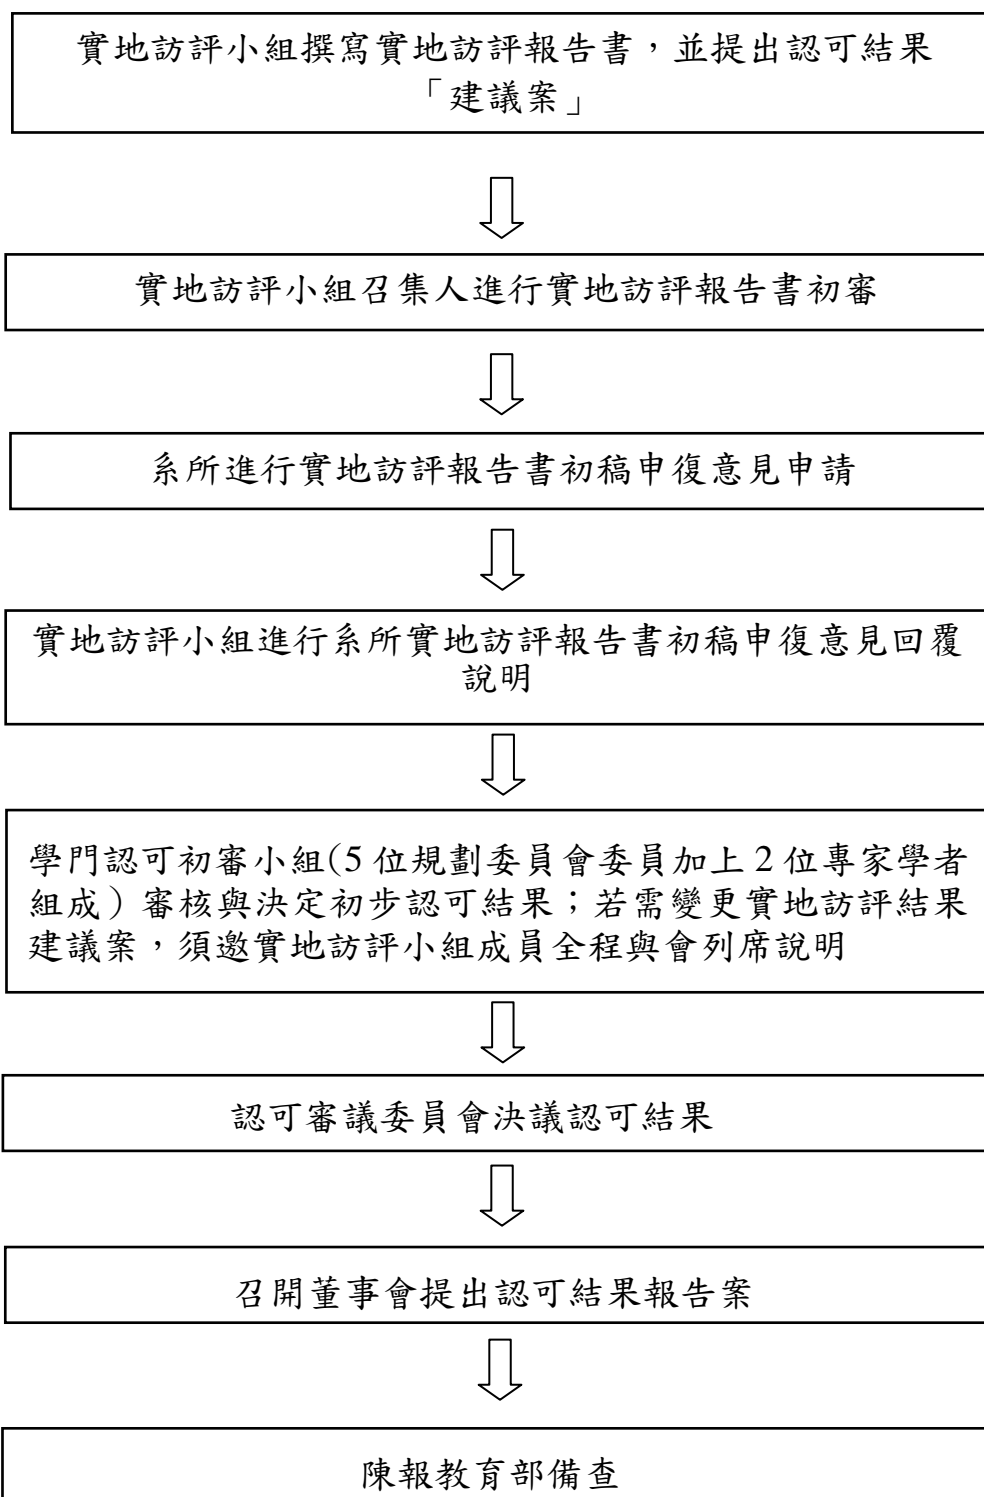 實地訪評小組撰寫實地訪評報告書，並提出認可結果
「建議案」
實地訪評小組召集人進行實地訪評報告書初審
系所進行實地訪評報告書初稿申復意見申請
實地訪評小組進行系所實地訪評報告書初稿申復意見回覆
說明
學門認可初審小組(5 位規劃委員會委員加上 2 位專家學者
組成）審核與決定初步認可結果；若需變更實地訪評結果
建議案，須邀實地訪評小組成員全程與會列席說明
認可審議委員會決議認可結果
召開董事會提出認可結果報告案
陳報教育部備查